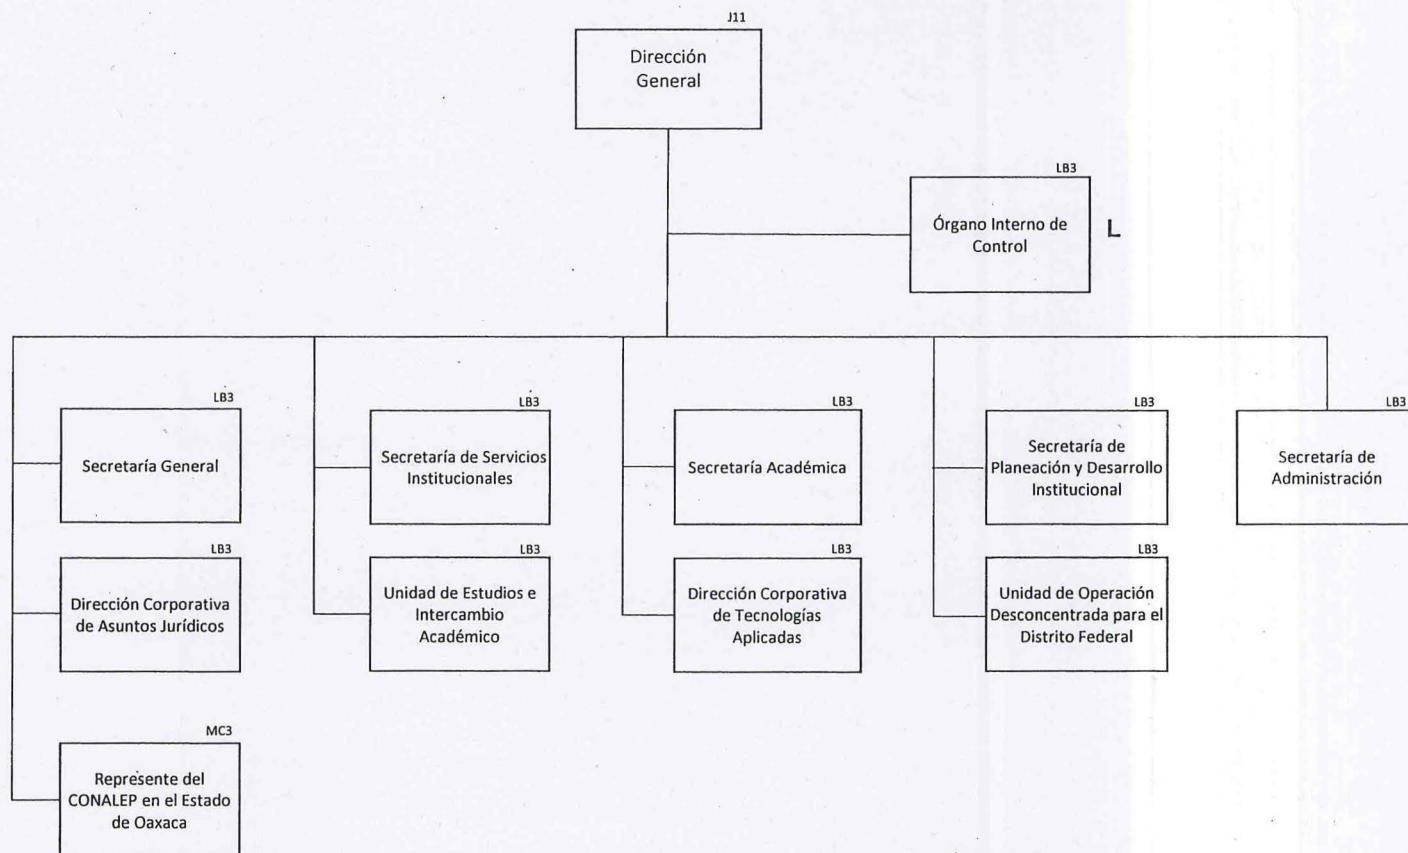 J11
Dirección
General
LB3
Órgano Interno de
Control
L
LB3
Secretaría General
LB3
Secretaría de Servicios
Institucionales
LB3
Secretaría Académica
LB3
Secretaría de
Planeación y Desarrollo
Institucional
LB3
Secretaría de
Administración
LB3
Dirección Corporativa
de Asuntos Jurídicos
LB3
Unidad de Estudios e
Intercambio
Académico
LB3
Dirección Corporativa
de Tecnologías
Aplicadas
LB3
Unidad de Operación
Desconcentrada para el
Distrito Federal
MC3
Represente del
CONALEP en el Estado
de Oaxaca